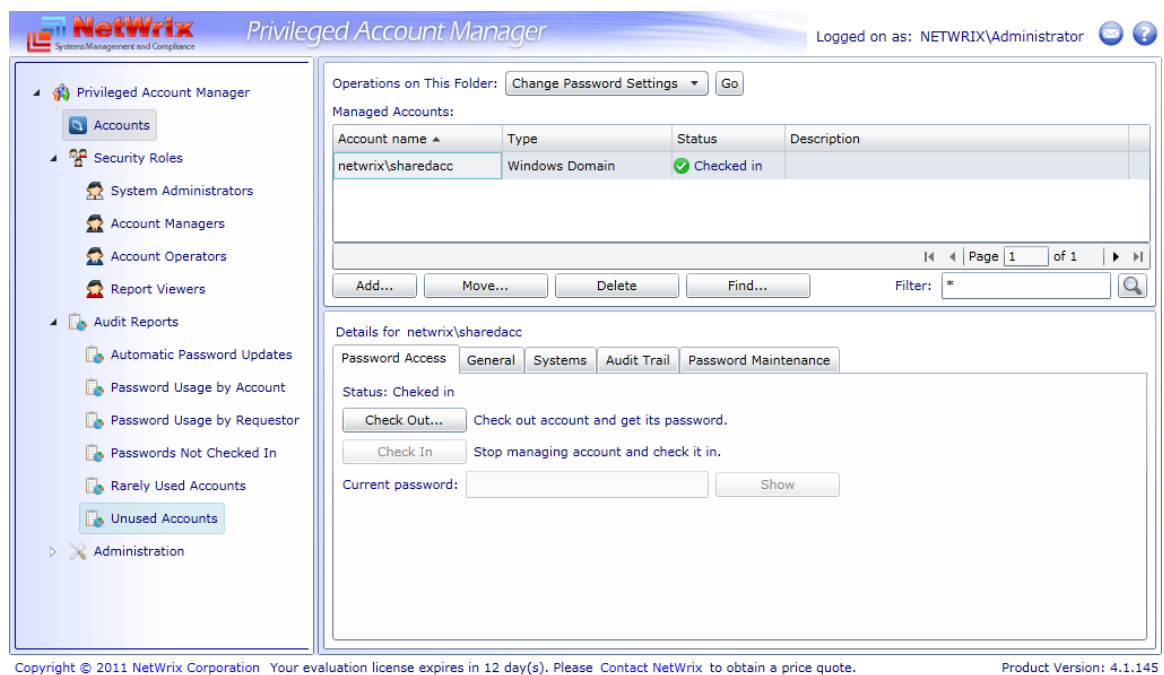 NetWrix
Systems Management and Compliance
Privileged Account Manager
Logged on as: NETWRIX\Administrator
Privileged Account Manager
Accounts
Security Roles
System Administrators
Account Managers
Account Operators
Report Viewers
Audit Reports
Automatic Password Updates
Password Usage by Account
Password Usage by Requestor
Passwords Not Checked In
Rarely Used Accounts
Unused Accounts
Administration
Operations on This Folder: Change Password Settings Go
Managed Accounts:
Account name Type Status Description
netwrix\sharedacc Windows Domain Checked in
Page 1 of 1
Add... Move... Delete Find... Filter: *
Details for netwrix\sharedacc
Password Access General Systems Audit Trail Password Maintenance
Status: Cheked in
Check Out... Check out account and get its password.
Check In Stop managing account and check it in.
Current password: Show
Copyright © 2011 NetWrix Corporation Your evaluation license expires in 12 day(s). Please Contact NetWrix to obtain a price quote. Product Version: 4.1.145